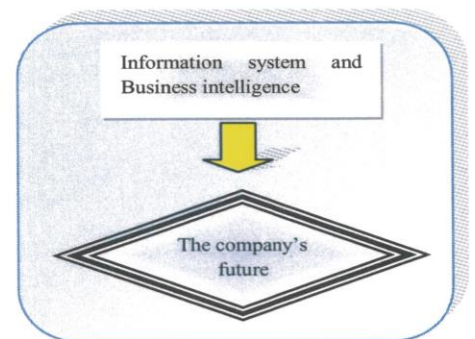 Information system and
Business intelligence
The company's
future